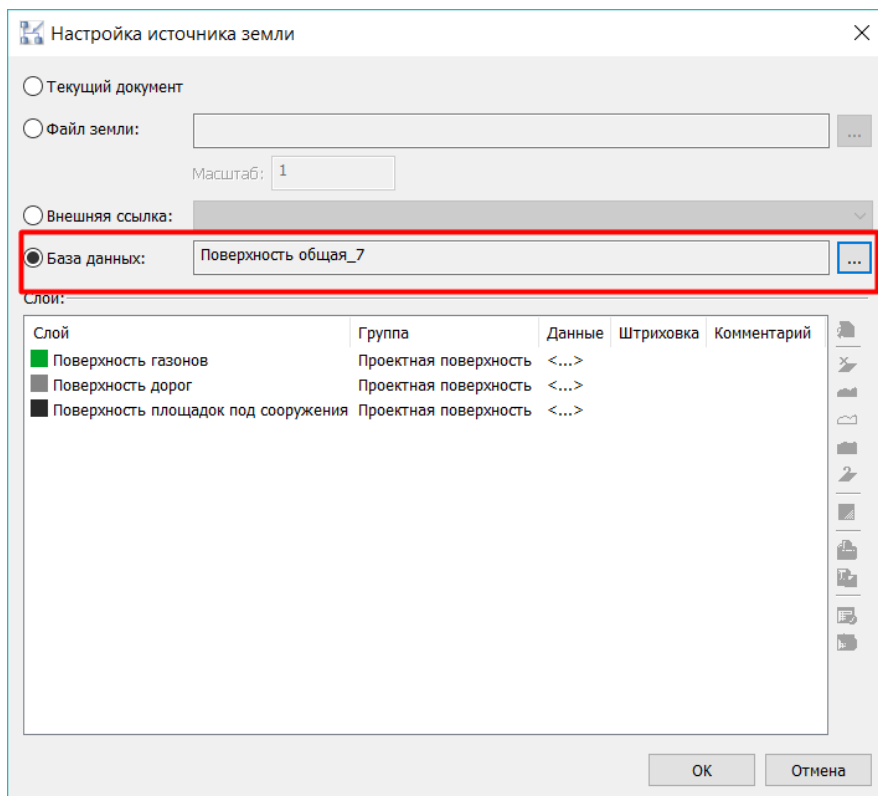 Настройка источника земли
Текущий документ
Файл земли:
...
Масштаб: 1
Внешняя ссылка:
База данных: Поверхность общая_7 ...
Слои:
Слой Группа Данные Штриховка Комментарий
Поверхность газонов Проектная поверхность <...>
Поверхность дорог Проектная поверхность <...>
Поверхность площадок под сооружения Проектная поверхность <...>
ОК Отмена